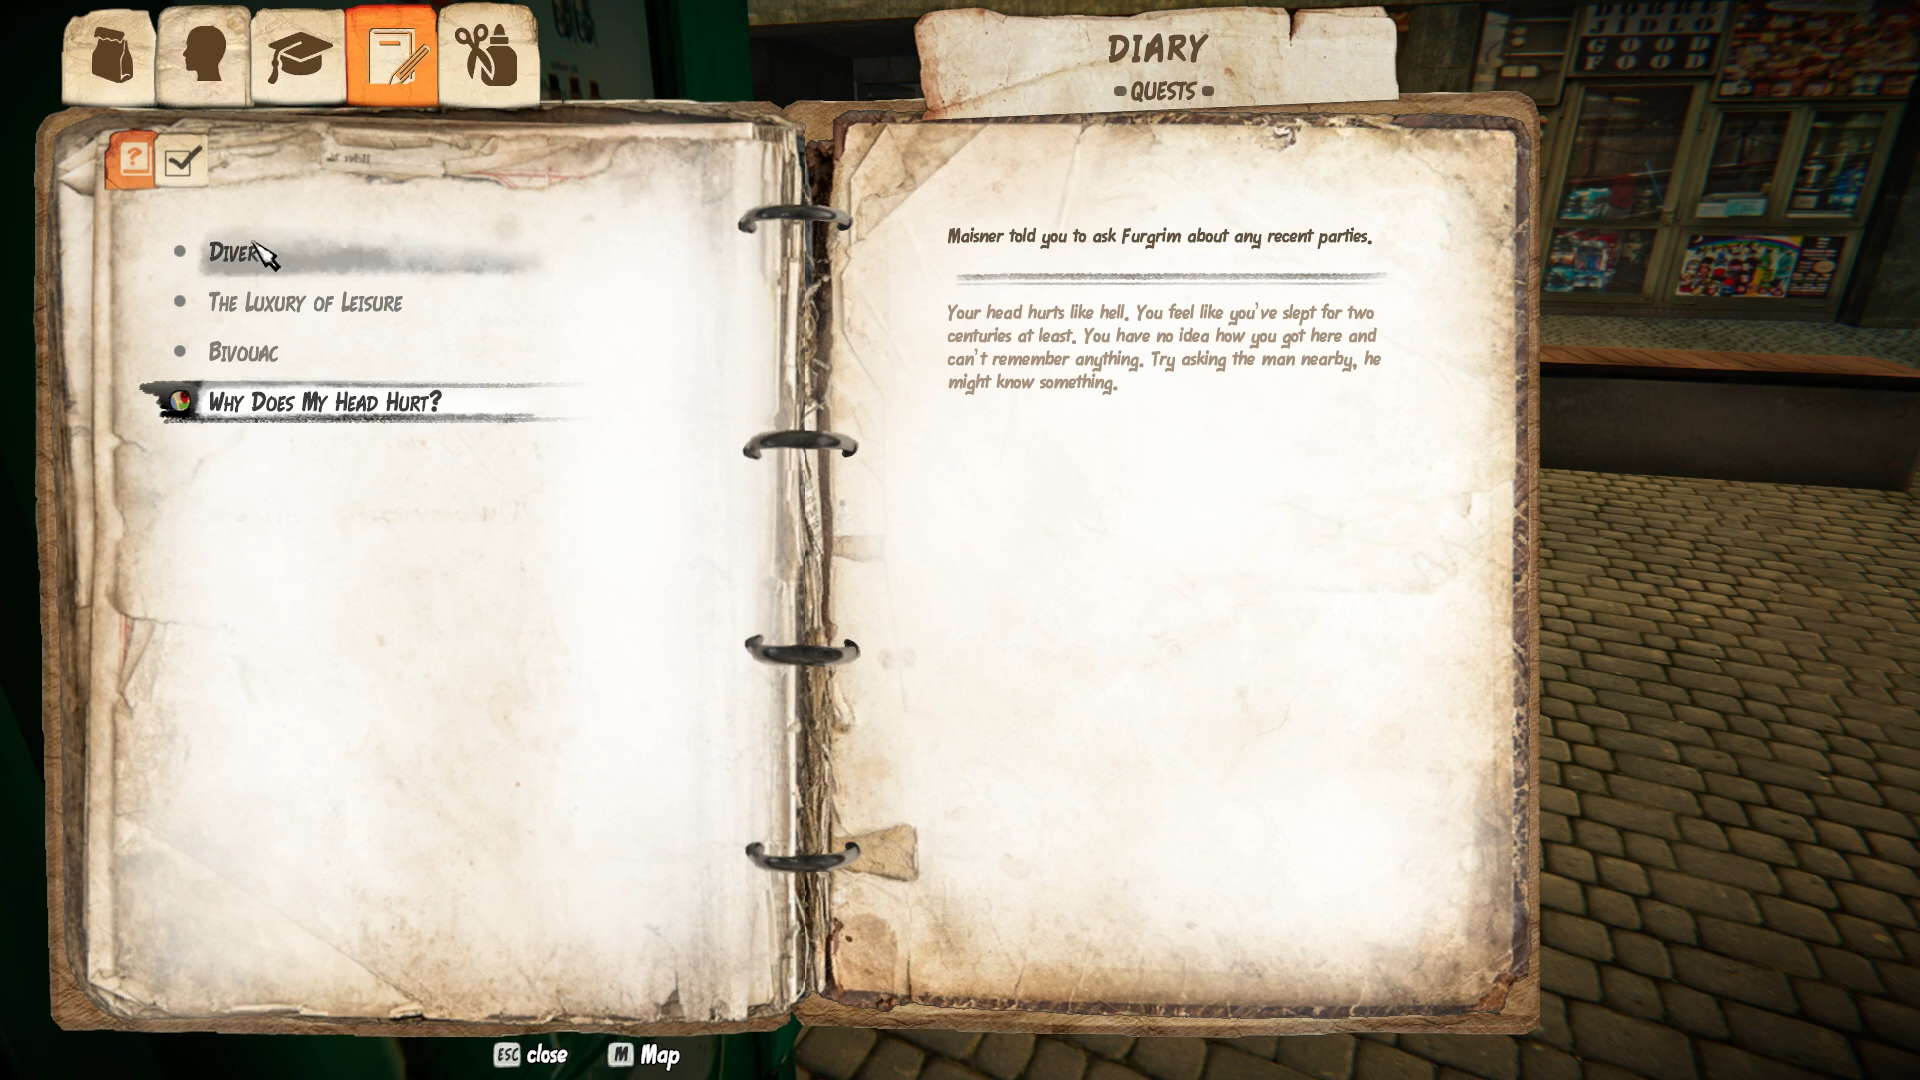 DIARY
QUESTS
DIVER
THE LUXURY OF LEISURE
BIVOUAC
WHY DOES MY HEAD HURT?
Maisner told you to ask Furgrim about any recent parties.
Your head hurts like hell. You feel like you've slept for two
centuries at least. You have no idea how you got here and
can't remember anything. Try asking the man nearby, he
might know something.
DOBRE
JIDLO
GOOD
FOOD
ESC close M Map